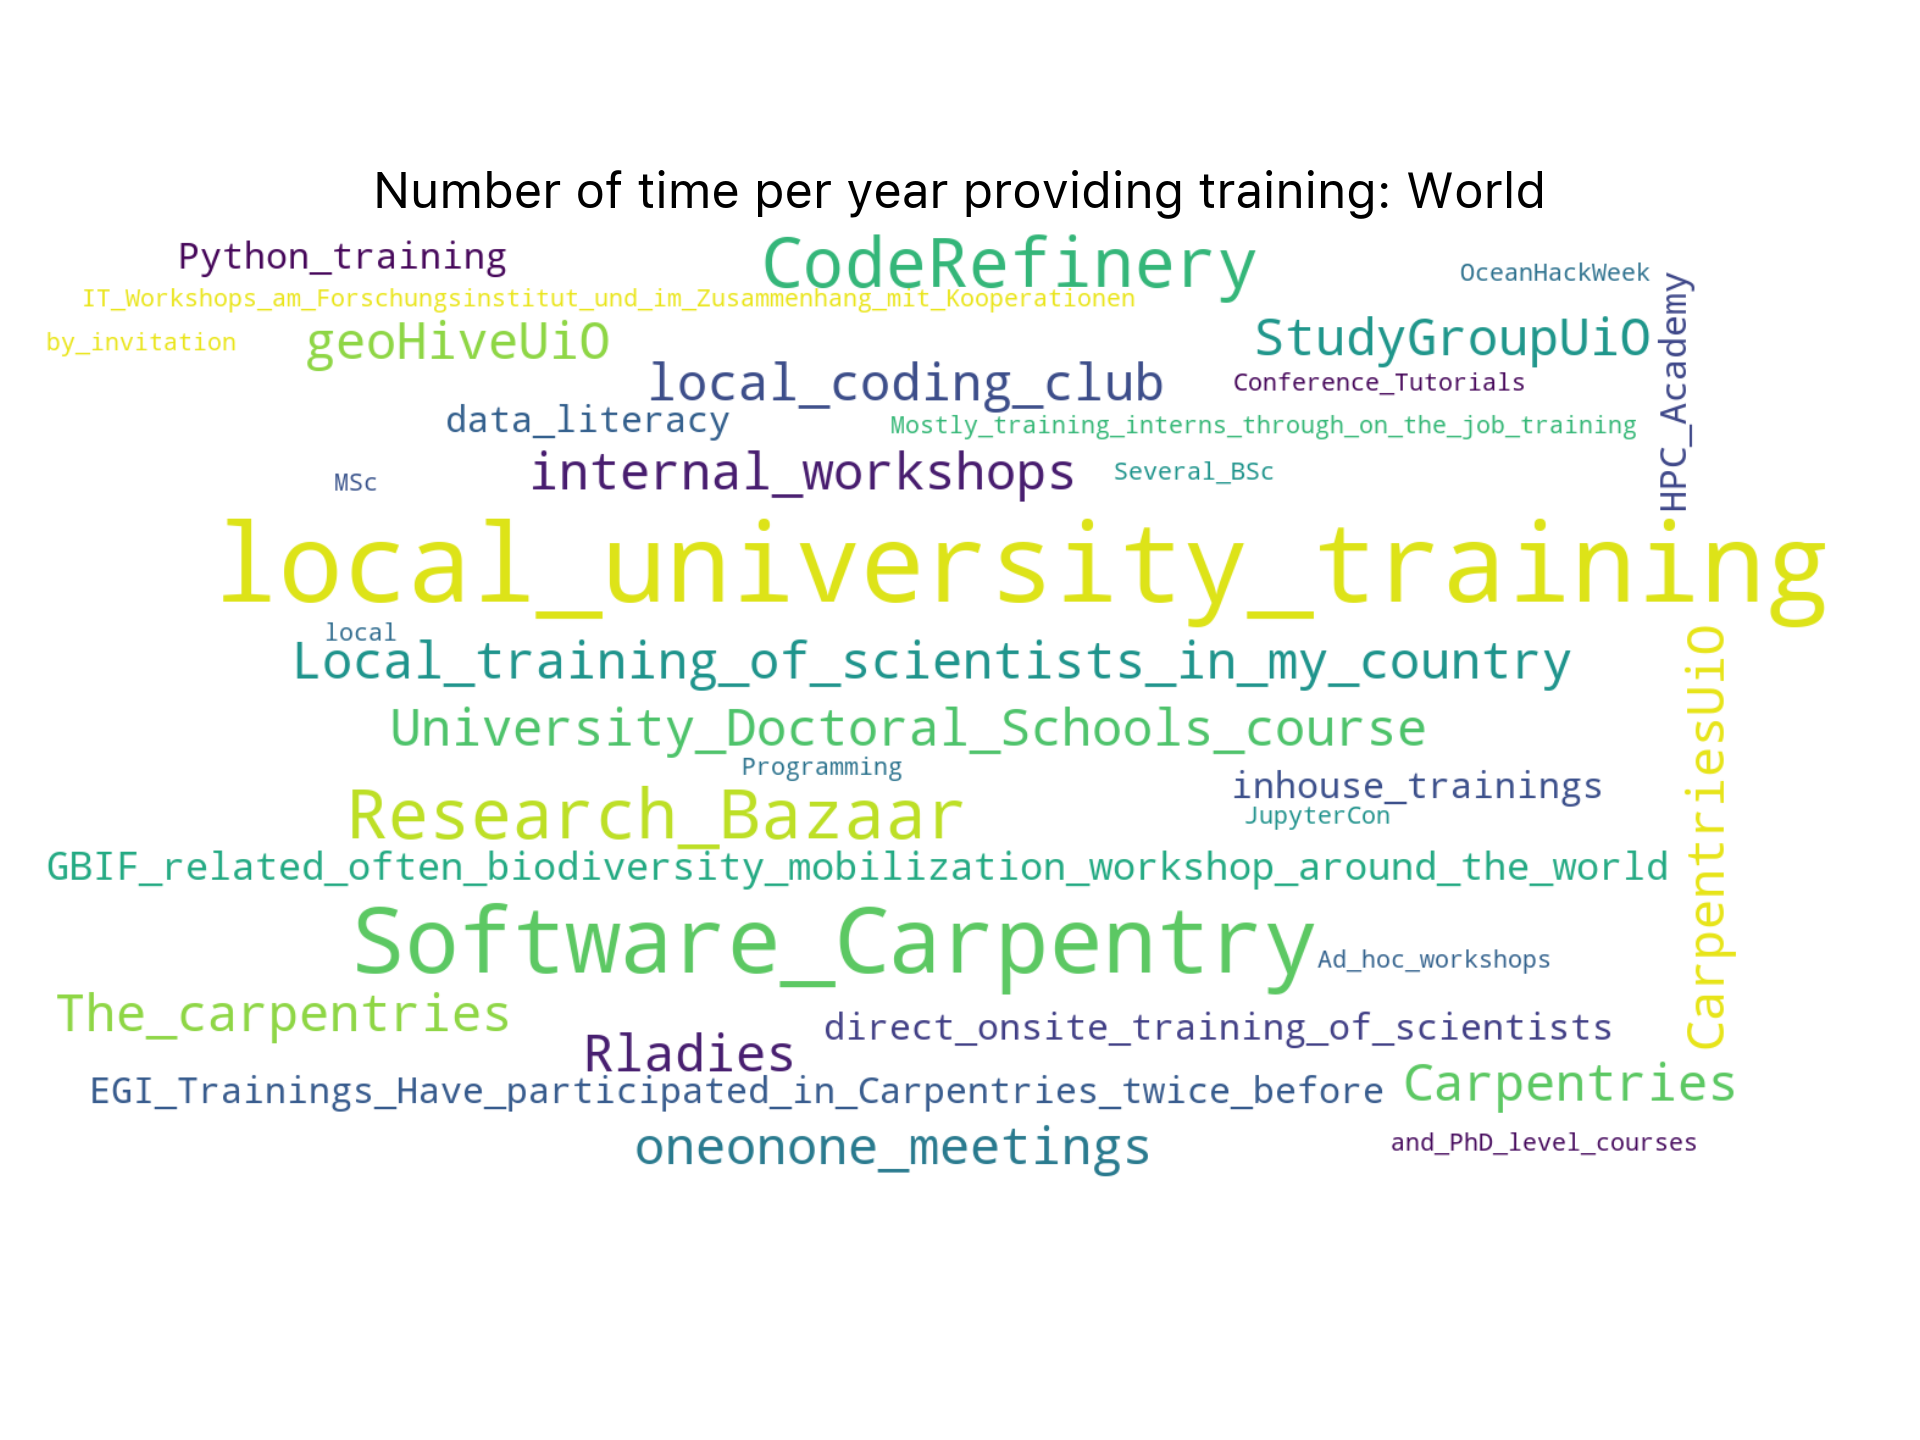 Number of time per year providing training: World
Python_training
CodeRefinery
OceanHackWeek
IT_Workshops_am_Forschungsinstitut_und_im_Zusammenhang_mit_Kooperationen
by_invitation
geoHiveUiO
StudyGroupUiO
HPC_Academy
local_coding_club
Conference_Tutorials
data_literacy
Mostly_training_interns_through_on_the_job_training
MSc
internal_workshops
Several_BSc
local_university_training
local
Local_training_of_scientists_in_my_country
CarpentriesUiO
University_Doctoral_Schools_course
Programming
inhouse_trainings
Research_Bazaar
JupyterCon
GBIF_related_often_biodiversity_mobilization_workshop_around_the_world
Software_Carpentry
Ad_hoc_workshops
The_carpentries
direct_onsite_training_of_scientists
Rladies
EGI_Trainings_Have_participated_in_Carpentries_twice_before
Carpentries
oneonone_meetings
and_PhD_level_courses